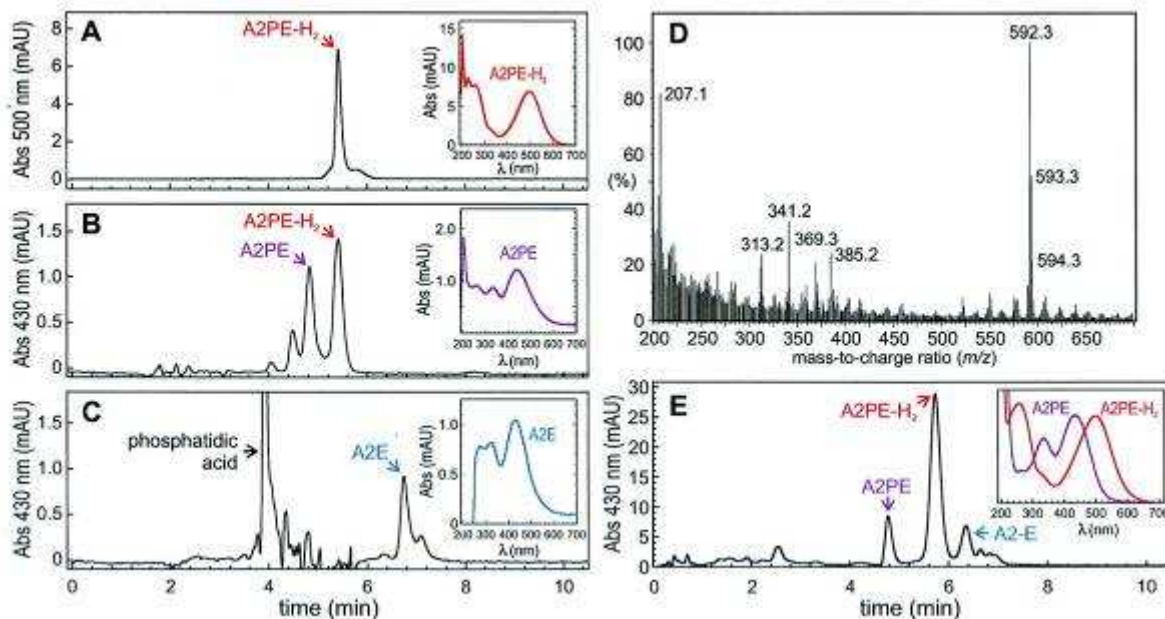 A
Abs 500 nm (mAU)
8
6
4
2
0
A2PE-H₂
Abs (mAU)
15
10
5
0
A2PE-H₂
200 300 400 500 600 700
λ (nm)
B
Abs 430 nm (mAU)
1.5
1.0
0.5
0
A2PE-H₂
A2PE
Abs (mAU)
2.0
1.0
0
A2PE
200 300 400 500 600 700
λ (nm)
C
Abs 430 nm (mAU)
1.5
1.0
0.5
0
phosphatidic
acid
A2E
Abs (mAU)
1.0
0.5
0
A2E
200 300 400 500 600 700
λ(nm)
0 2 4 6 8 10
time (min)
D
100
80
60
(%)
40
20
0
592.3
207.1
593.3
341.2
313.2
369.3
385.2
594.3
200 250 300 350 400 450 500 550 600 650
mass-to-charge ratio (m/z)
E
Abs 430 nm (mAU)
30
25
20
15
10
5
0
A2PE-H₂
A2PE
A2-E
A2PE
A2PE-H₂
200 300 400 500 600 700
λ(nm)
0 2 4 6 8 10
time (min)